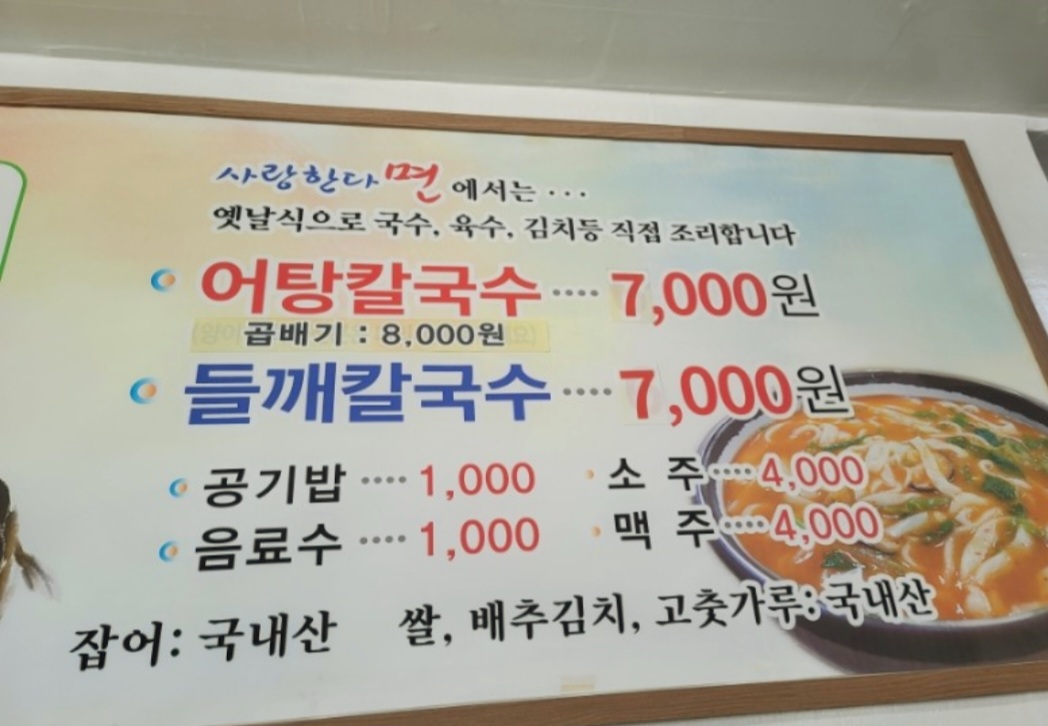 사랑한다면 에서는 ...
옛날식으로 국수, 육수, 김치등 직접 조리합니다
어탕칼국수 ···· 7,000원
곱배기 : 8,000원
들깨칼국수 ···· 7,000원
공기밥 ···· 1,000 소 주 ···· 4,000
음료수 ···· 1,000 맥 주 ···· 4,000
잡어: 국내산 쌀, 배추김치, 고춧가루: 국내산